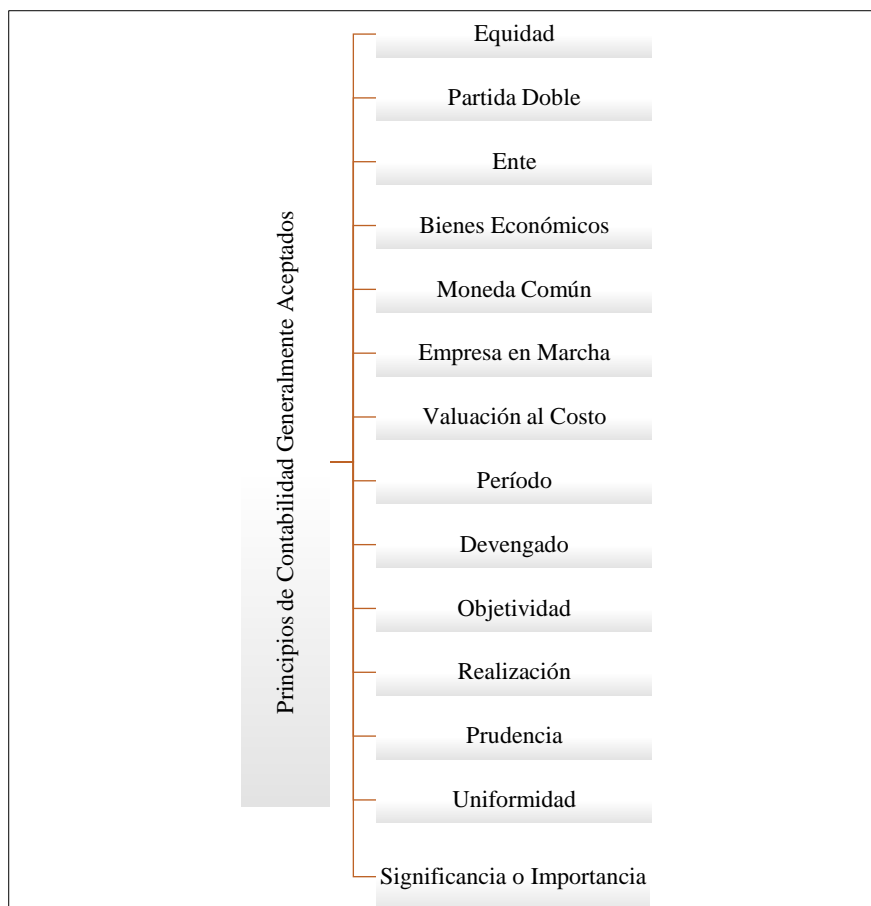 Principios de Contabilidad Generalmente Aceptados
Equidad
Partida Doble
Ente
Bienes Económicos
Moneda Común
Empresa en Marcha
Valuación al Costo
Período
Devengado
Objetividad
Realización
Prudencia
Uniformidad
Significancia o Importancia